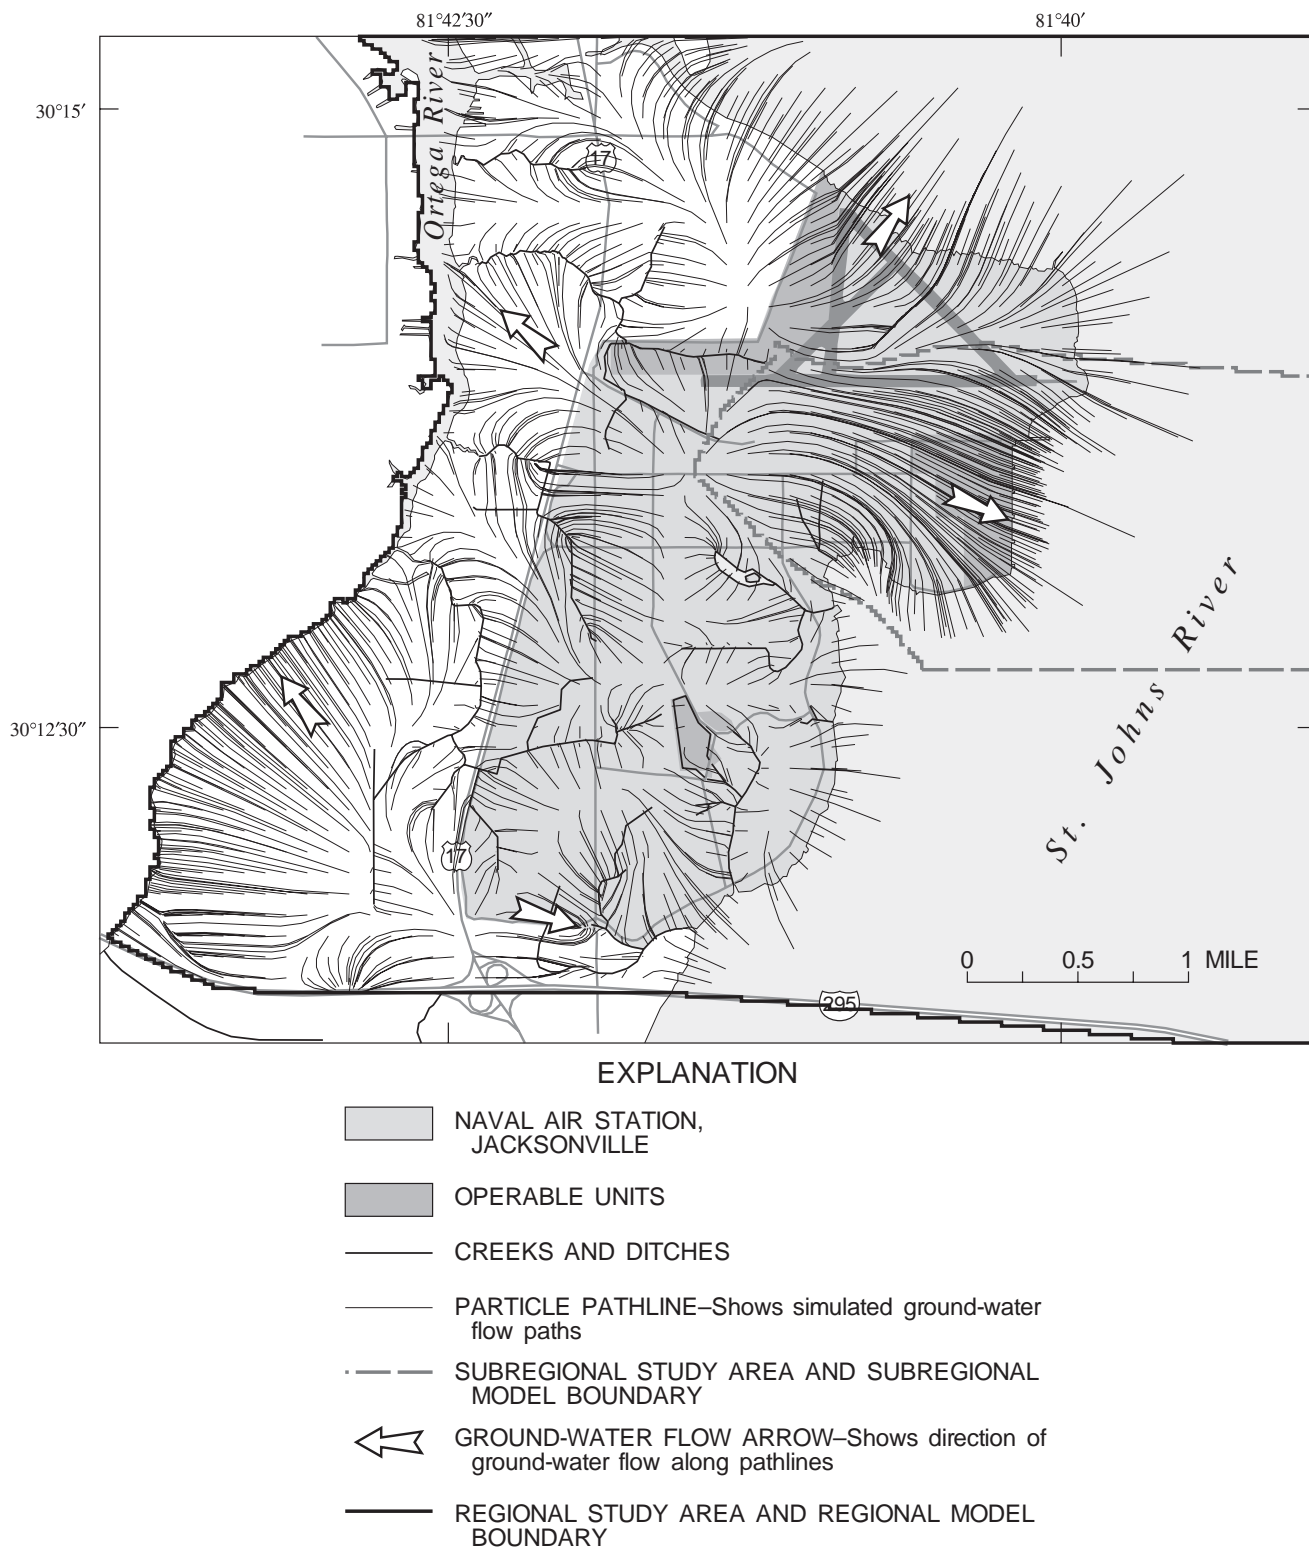 81°42'30"
81°40'
30°15'
Ortega River
17
30°12'30"
St. Johns River
17
0 0.5 1 MILE
295
EXPLANATION
NAVAL AIR STATION,
JACKSONVILLE
OPERABLE UNITS
CREEKS AND DITCHES
PARTICLE PATHLINE–Shows simulated ground-water
flow paths
SUBREGIONAL STUDY AREA AND SUBREGIONAL
MODEL BOUNDARY
GROUND-WATER FLOW ARROW–Shows direction of
ground-water flow along pathlines
REGIONAL STUDY AREA AND REGIONAL MODEL
BOUNDARY